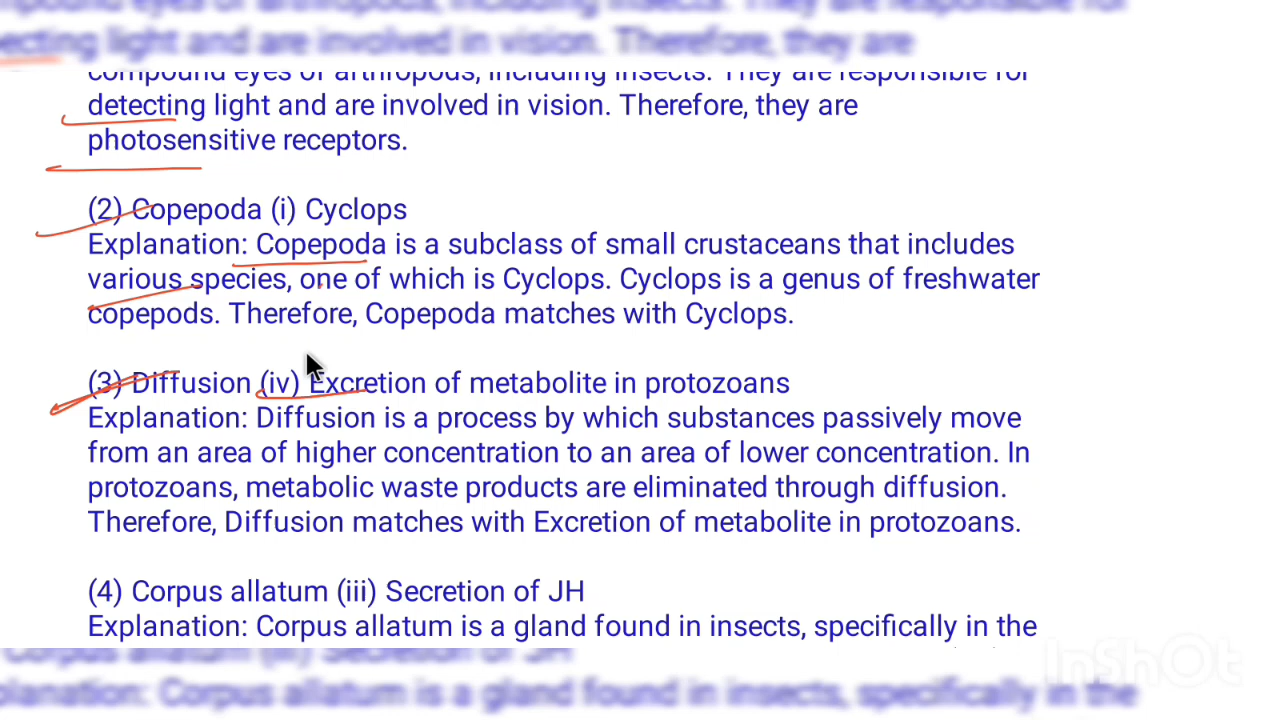 compound eyes of arthropods, including insects. They are responsible for
detecting light and are involved in vision. Therefore, they are
photosensitive receptors.
(2) Copepoda (i) Cyclops
Explanation: Copepoda is a subclass of small crustaceans that includes
various species, one of which is Cyclops. Cyclops is a genus of freshwater
copepods. Therefore, Copepoda matches with Cyclops.
(3) Diffusion (iv) Excretion of metabolite in protozoans
Explanation: Diffusion is a process by which substances passively move
from an area of higher concentration to an area of lower concentration. In
protozoans, metabolic waste products are eliminated through diffusion.
Therefore, Diffusion matches with Excretion of metabolite in protozoans.
(4) Corpus allatum (iii) Secretion of JH
Explanation: Corpus allatum is a gland found in insects, specifically in the
InShOt